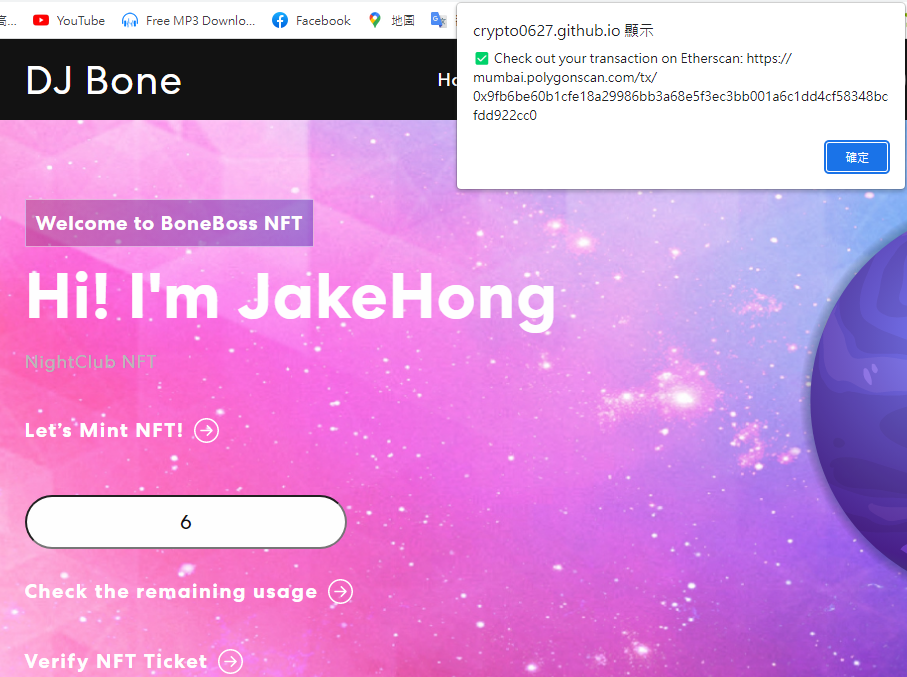 YouTube
Free MP3 Downlo...
Facebook
地圖
crypto0627.github.io 顯示
✅ Check out your transaction on Etherscan: https://
mumbai.polygonscan.com/tx/
0x9fb6be60b1cfe18a29986bb3a68e5f3ec3bb001a6c1dd4cf58348bc
fdd922cc0
確定
DJ Bone
Welcome to BoneBoss NFT
Hi! I'm JakeHong
NightClub NFT
Let's Mint NFT!
6
Check the remaining usage
Verify NFT Ticket